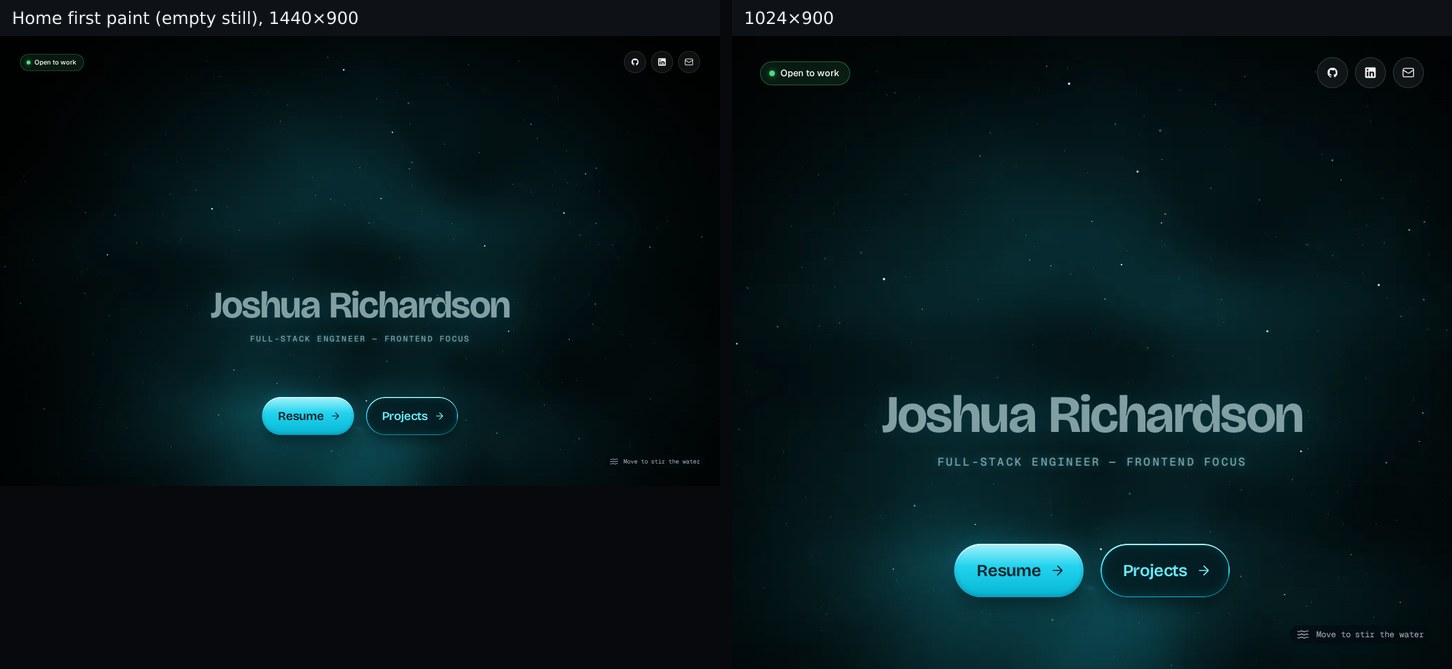 Home first paint (empty still), 1440×900
Open to work
Joshua Richardson
FULL-STACK ENGINEER — FRONTEND FOCUS
Resume →
Projects →
Move to stir the water
1024×900
Open to work
Joshua Richardson
FULL-STACK ENGINEER — FRONTEND FOCUS
Resume →
Projects →
Move to stir the water